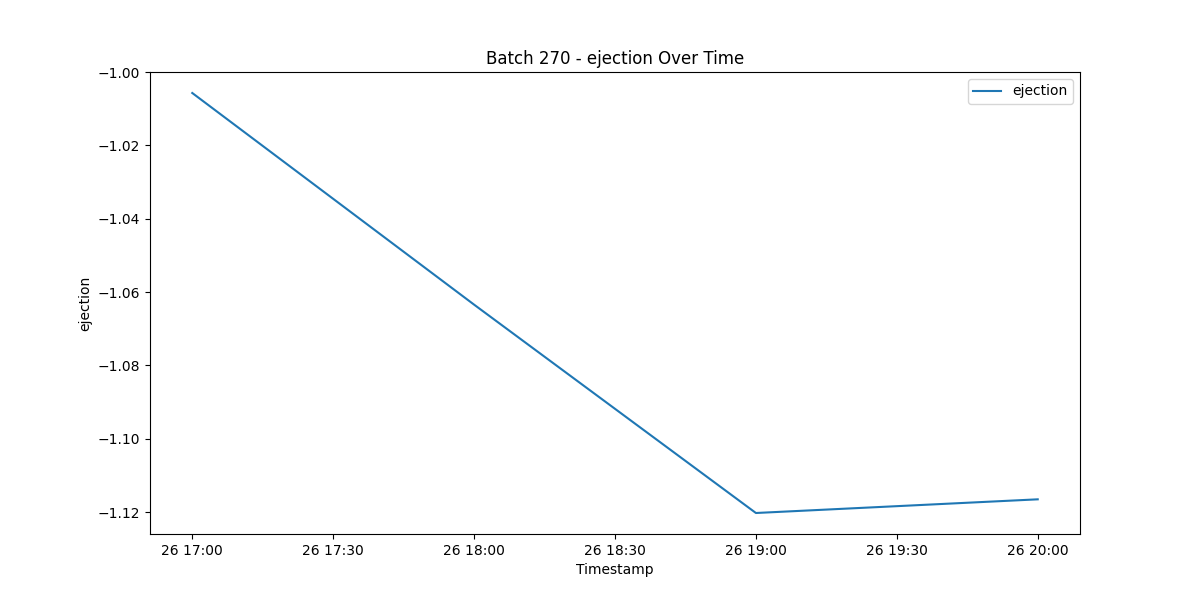 Batch 270 - ejection Over Time
ejection
−1.00
−1.02
−1.04
−1.06
−1.08
−1.10
−1.12
ejection
26 17:00 26 17:30 26 18:00 26 18:30 26 19:00 26 19:30 26 20:00
Timestamp